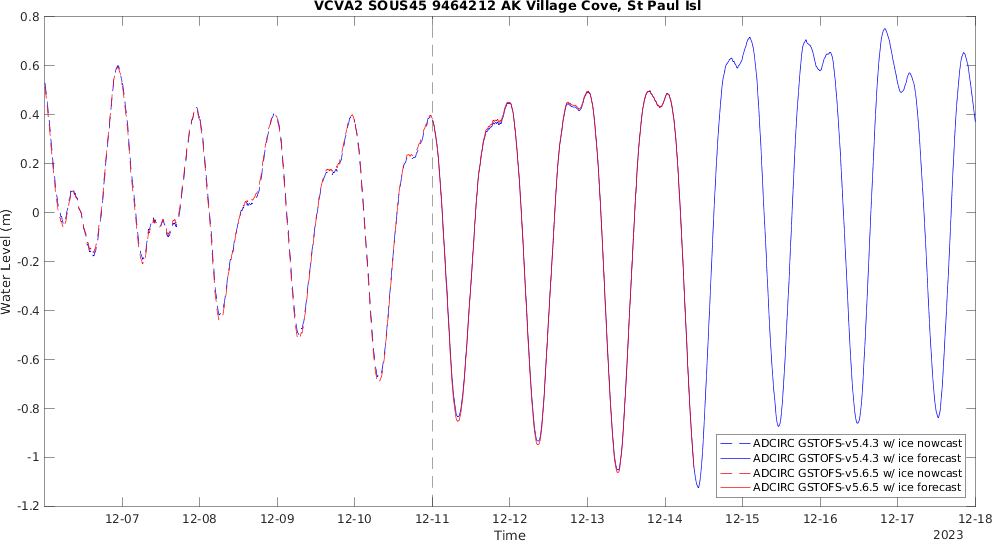 VCVA2 SOUS45 9464212 AK Village Cove, St Paul Isl
0.8
0.6
0.4
0.2
0
-0.2
-0.4
-0.6
-0.8
-1
-1.2
Water Level (m)
ADCIRC GSTOFS-v5.4.3 w/ ice nowcast
ADCIRC GSTOFS-v5.4.3 w/ ice forecast
ADCIRC GSTOFS-v5.6.5 w/ ice nowcast
ADCIRC GSTOFS-v5.6.5 w/ ice forecast
12-07 12-08 12-09 12-10 12-11 12-12 12-13 12-14 12-15 12-16 12-17 12-18
Time 2023